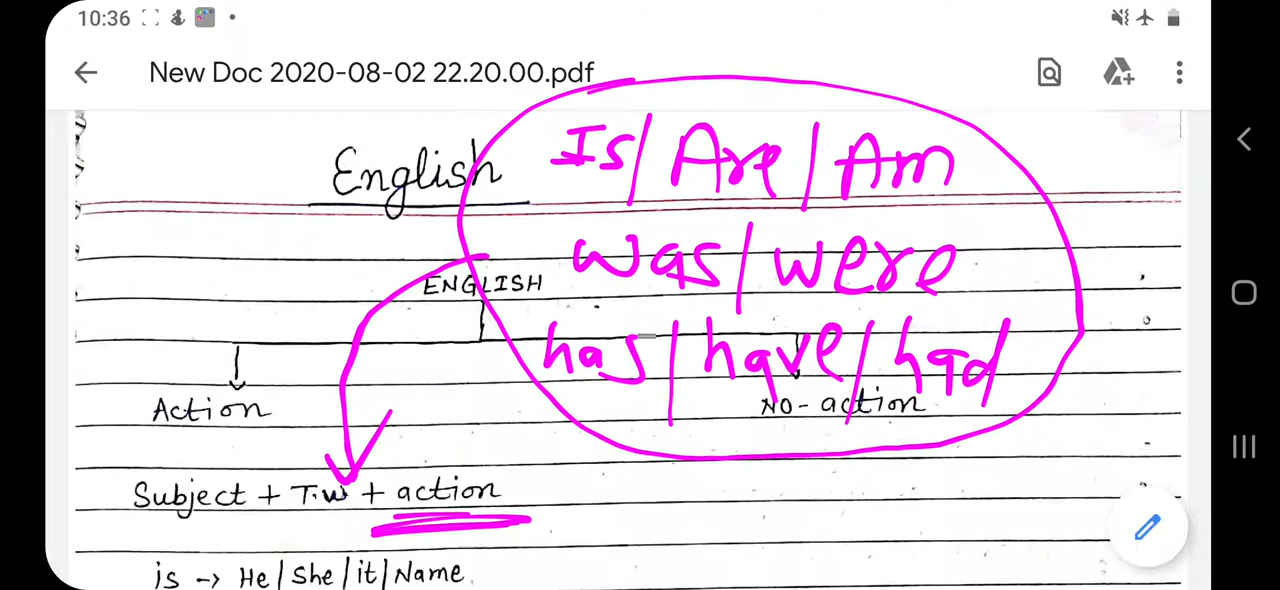 10:36
New Doc 2020-08-02 22.20.00.pdf
English
Is/Are/Am
was/were
ENGLISH
has/have/had
Action
NO-action
Subject + T.W + action
is → He/She/it/Name